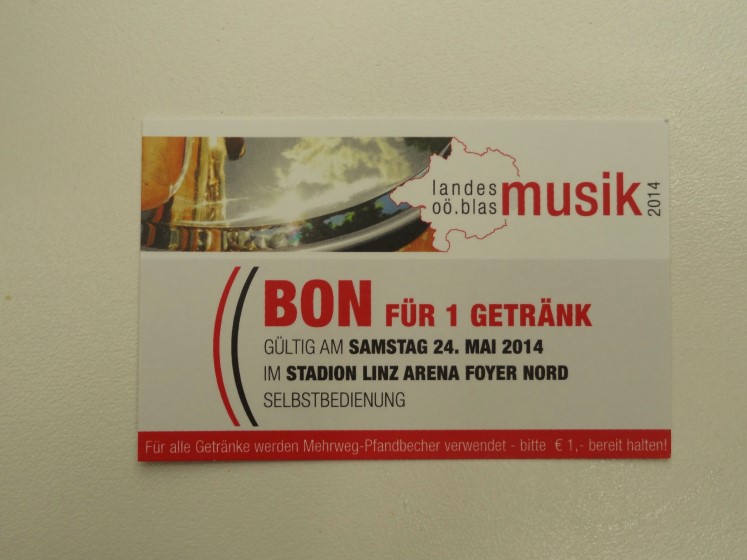 landes
oö.blas musik 2014
BON FÜR 1 GETRÄNK
GÜLTIG AM SAMSTAG 24. MAI 2014
IM STADION LINZ ARENA FOYER NORD
SELBSTBEDIENUNG
Für alle Getränke werden Mehrweg-Pfandbecher verwendet - bitte € 1,- bereit halten!